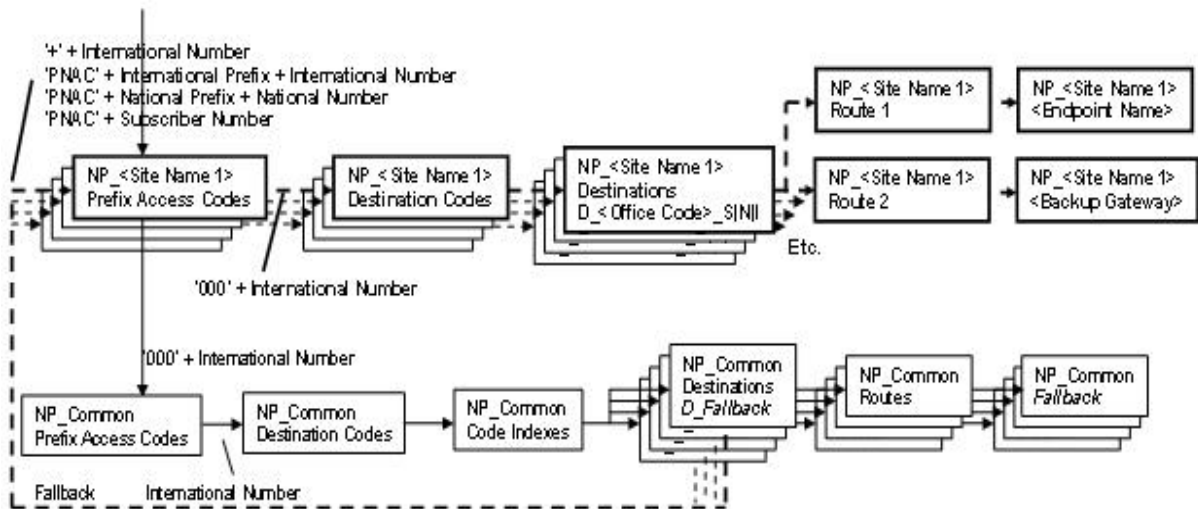 '+' + International Number
'PNAC' + International Prefix + International Number
'PNAC' + National Prefix + National Number
'PNAC' + Subscriber Number
NP_<Site Name 1>
Prefix Access Codes
NP_<Site Name 1>
Destination Codes
NP_<Site Name 1>
Destinations
D_<Office Code>_S|N|I
NP_<Site Name 1>
Route 1
NP_<Site Name 1>
<Endpoint Name>
NP_<Site Name 1>
Route 2
NP_<Site Name 1>
<Backup Gateway>
Etc.
'000' + International Number
'000' + International Number
NP_Common
Prefix Access Codes
NP_Common
Destination Codes
NP_Common
Code Indexes
NP_Common
Destinations
D_Fallback
NP_Common
Routes
NP_Common
Fallback
Fallback
International Number